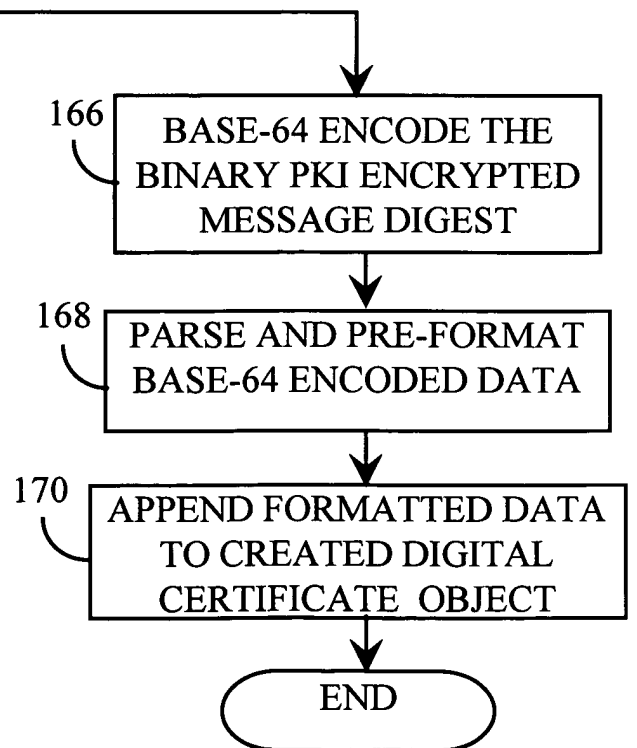 166
BASE-64 ENCODE THE
BINARY PKI ENCRYPTED
MESSAGE DIGEST
168
PARSE AND PRE-FORMAT
BASE-64 ENCODED DATA
170
APPEND FORMATTED DATA
TO CREATED DIGITAL
CERTIFICATE OBJECT
END